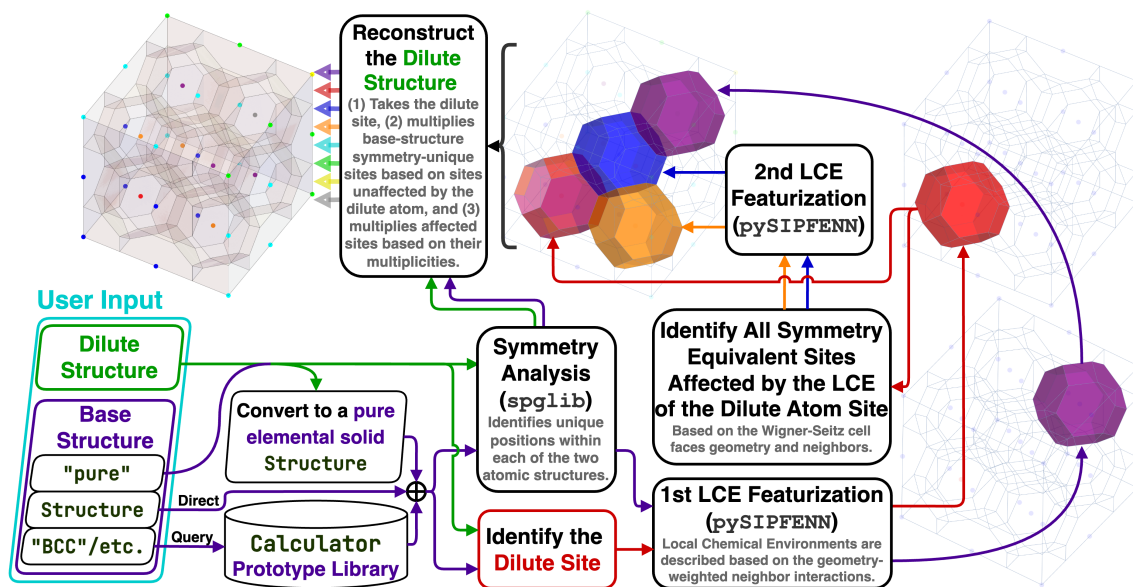 Reconstruct
the Dilute
Structure
(1) Takes the dilute
site, (2) multiplies
base-structure
symmetry-unique
sites based on sites
unaffected by the
dilute atom, and (3)
multiplies affected
sites based on their
multiplicities.
2nd LCE
Featurization
(pySIPFENN)
User Input
Dilute
Structure
Base
Structure
"pure"
Structure
"BCC"/etc.
Direct
Query
Convert to a pure
elemental solid
Structure
Calculator
Prototype Library
Symmetry
Analysis
(spglib)
Identifies unique
positions within
each of the two
atomic structures.
Identify the
Dilute Site
Identify All Symmetry
Equivalent Sites
Affected by the LCE
of the Dilute Atom Site
Based on the Wigner-Seitz cell
faces geometry and neighbors.
1st LCE Featurization
(pySIPFENN)
Local Chemical Environments are
described based on the geometry-
weighted neighbor interactions.